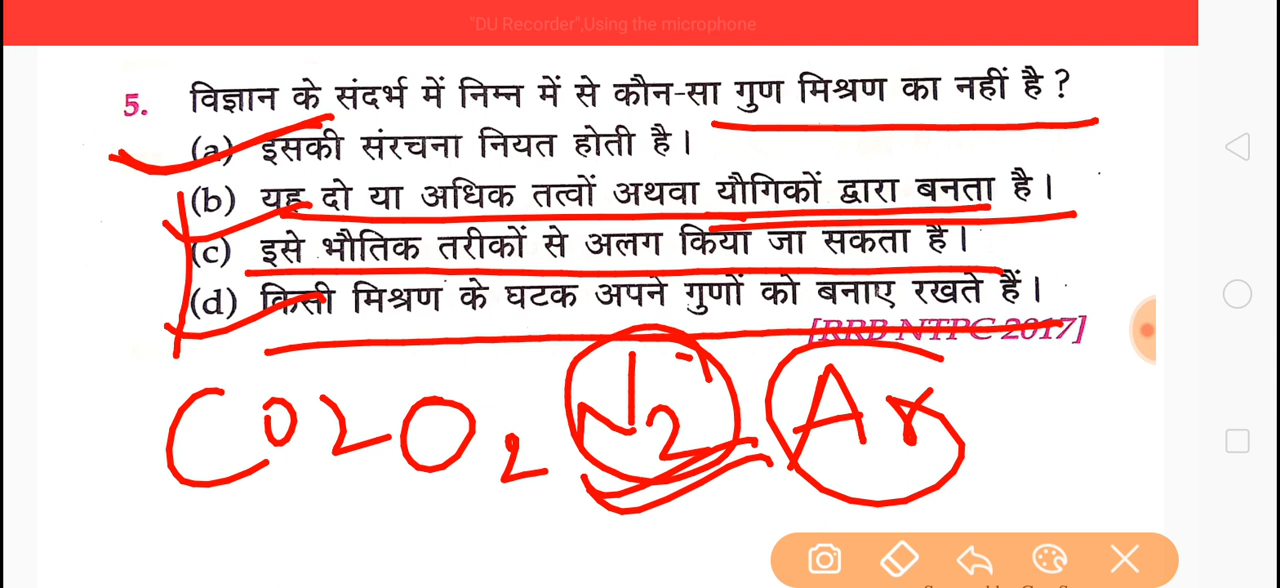 "DU Recorder",Using the microphone
5. विज्ञान के संदर्भ में निम्न में से कौन-सा गुण मिश्रण का नहीं है ?
(a) इसकी संरचना नियत होती है।
(b) यह दो या अधिक तत्वों अथवा यौगिकों द्वारा बनता है।
(c) इसे भौतिक तरीकों से अलग किया जा सकता है।
(d) किसी मिश्रण के घटक अपने गुणों को बनाए रखते हैं।
[RRB NTPC 2017]
CO2 O2 N2 Ar